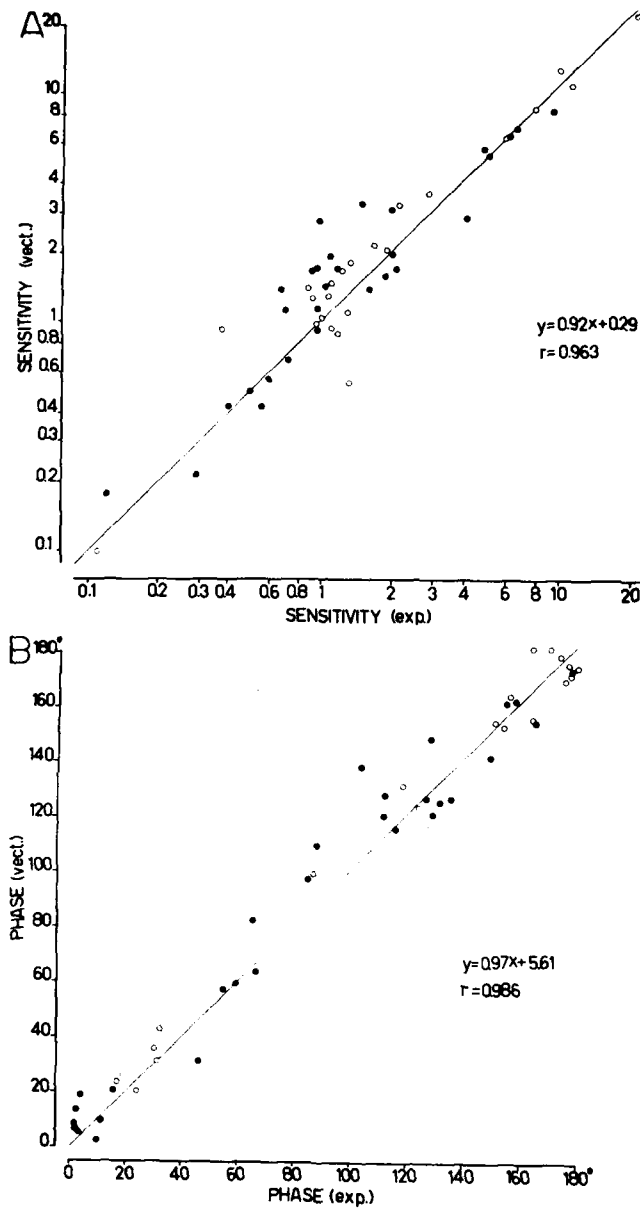 A
20
10
8
6
4
3
2
1
0.8
0.6
0.4
0.3
0.2
0.1
SENSITIVITY (vect.)
y=0.92x+0.29
r=0.963
0.1 0.2 0.3 0.4 0.6 0.8 1 2 3 4 6 8 10 20
SENSITIVITY (exp.)
B
180°
160
140
120
100
80
60
40
20
0
PHASE (vect.)
y=0.97x+5.61
r=0.986
0 20 40 60 80 100 120 140 160 180°
PHASE (exp.)